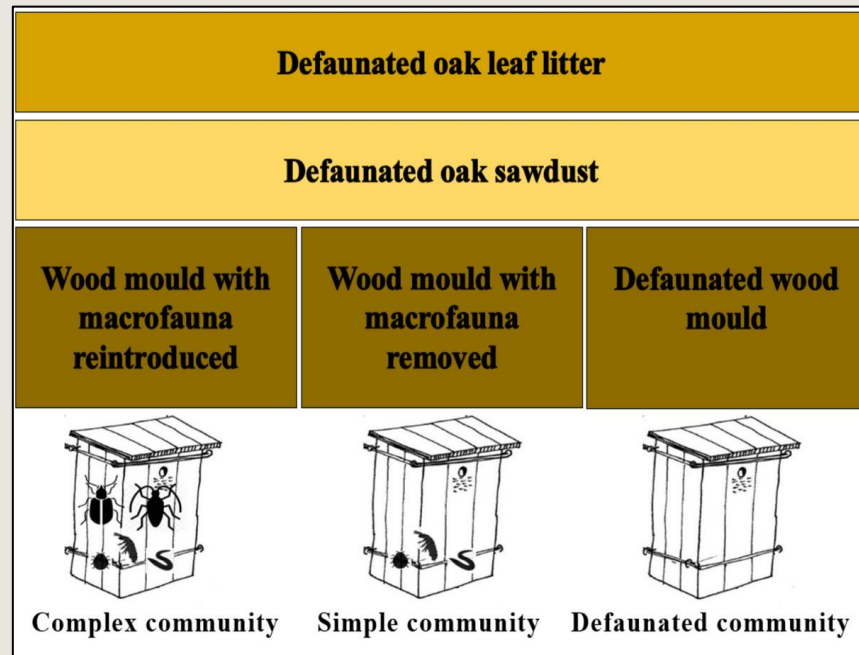 Defaunated oak leaf litter
Defaunated oak sawdust
Wood mould with
macrofauna
reintroduced
Wood mould with
macrofauna
removed
Defaunated wood
mould
Complex community
Simple community
Defaunated community